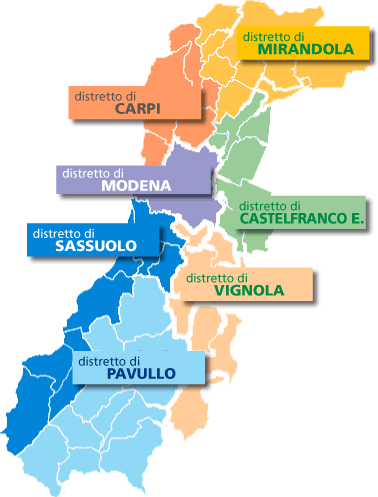 distretto di
MIRANDOLA
distretto di
CARPI
distretto di
MODENA
distretto di
CASTELFRANCO E.
distretto di
SASSUOLO
distretto di
VIGNOLA
distretto di
PAVULLO